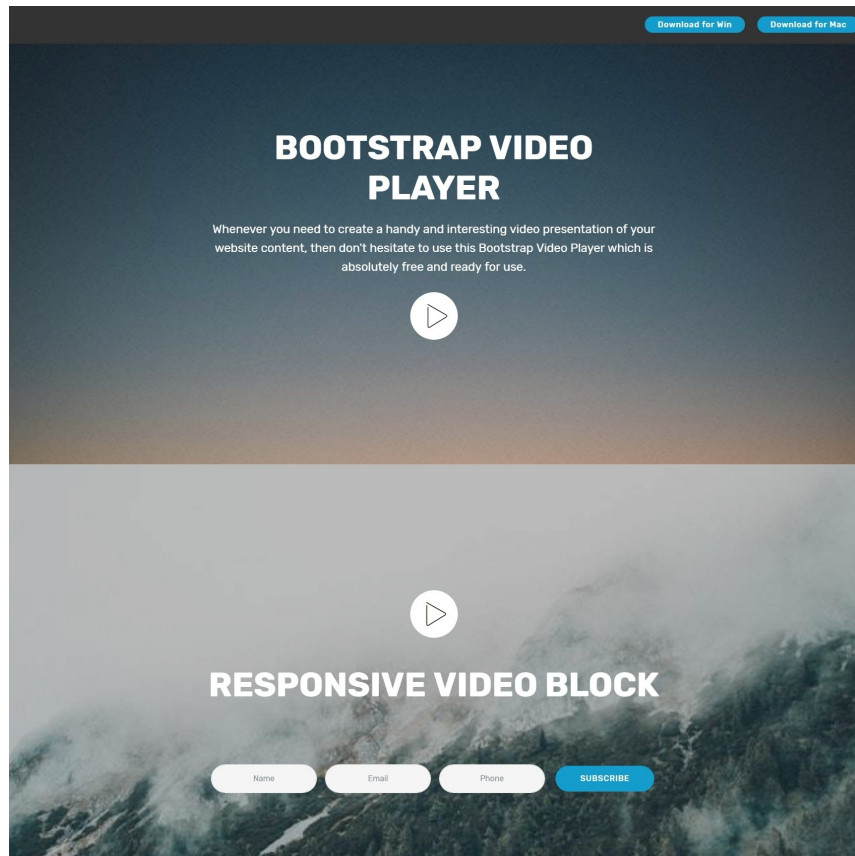 Download for Win Download for Mac
BOOTSTRAP VIDEO
PLAYER
Whenever you need to create a handy and interesting video presentation of your
website content, then don't hesitate to use this Bootstrap Video Player which is
absolutely free and ready for use.
RESPONSIVE VIDEO BLOCK
Name Email Phone SUBSCRIBE